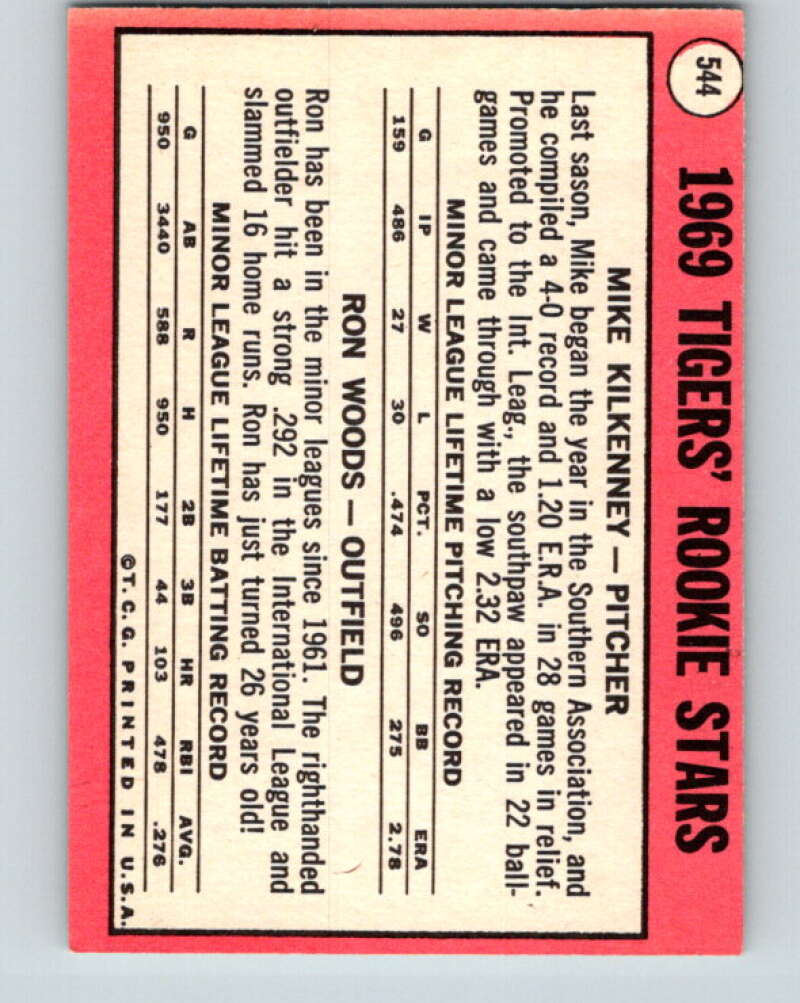 544
1969 TIGERS' ROOKIE STARS
MIKE KILKENNEY — PITCHER
Last sason, Mike began the year in the Southern Association, and
he compiled a 4-0 record and 1.20 E.R.A. in 28 games in relief.
Promoted to the Int. Leag., the southpaw appeared in 22 ball-
games and came through with a low 2.32 ERA.
MINOR LEAGUE LIFETIME PITCHING RECORD
G IP W L PCT. SO BB ERA
159 486 27 30 .474 496 275 2.78
RON WOODS — OUTFIELD
Ron has been in the minor leagues since 1961. The righthanded
outfielder hit a strong .292 in the International League and
slammed 16 home runs. Ron has just turned 26 years old!
MINOR LEAGUE LIFETIME BATTING RECORD
G AB R H 2B 3B HR RBI AVG.
950 3440 588 950 177 44 103 478 .276
©T. C. G. PRINTED IN U.S.A.